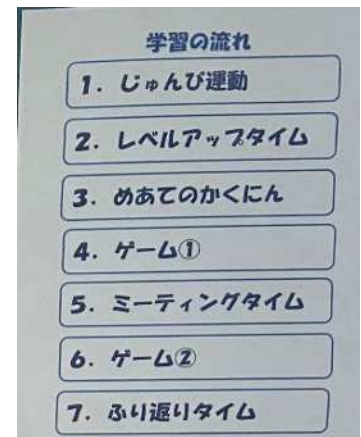 学習の流れ
1. じゅんび運動
2. レベルアップタイム
3. めあてのかくにん
4. ゲーム①
5. ミーティングタイム
6. ゲーム②
7. ふり返りタイム